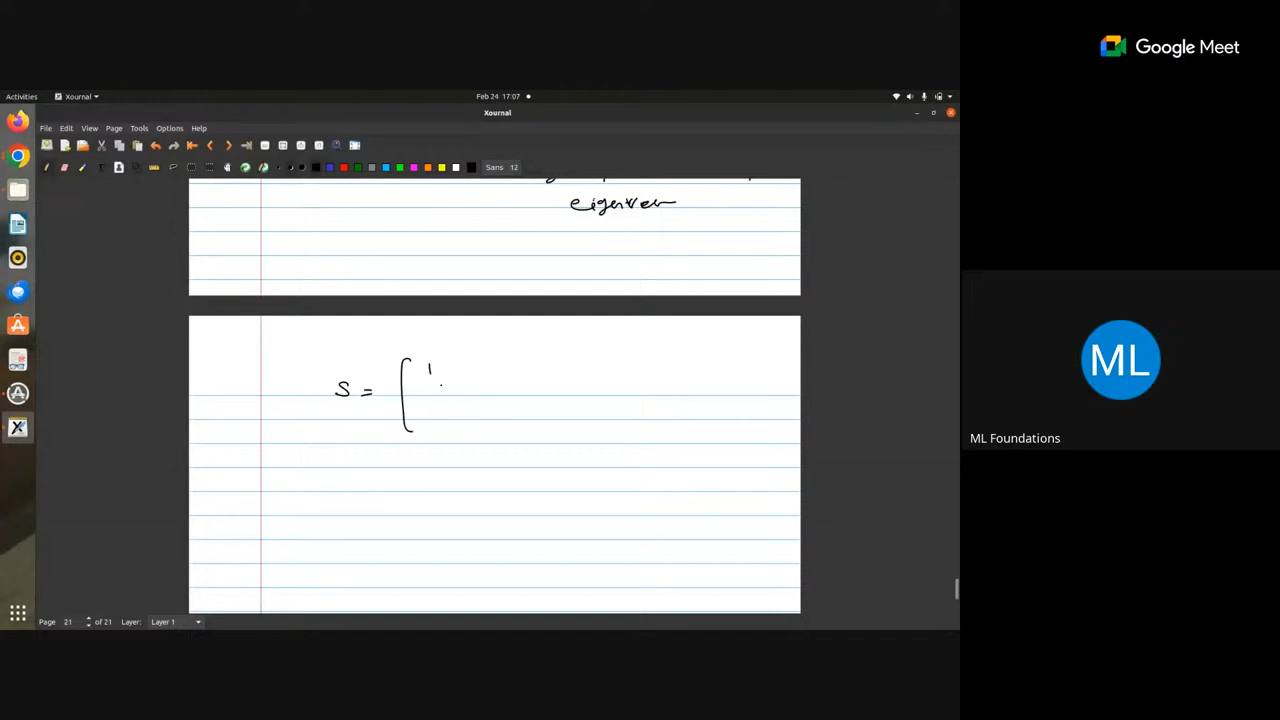 Google Meet
Activities
Xournal
Feb 24 17:07
Xournal
File Edit View Page Tools Options Help
Sans 12
S = [ 1
ML
ML Foundations
Page 21 of 21 Layer: Layer 1